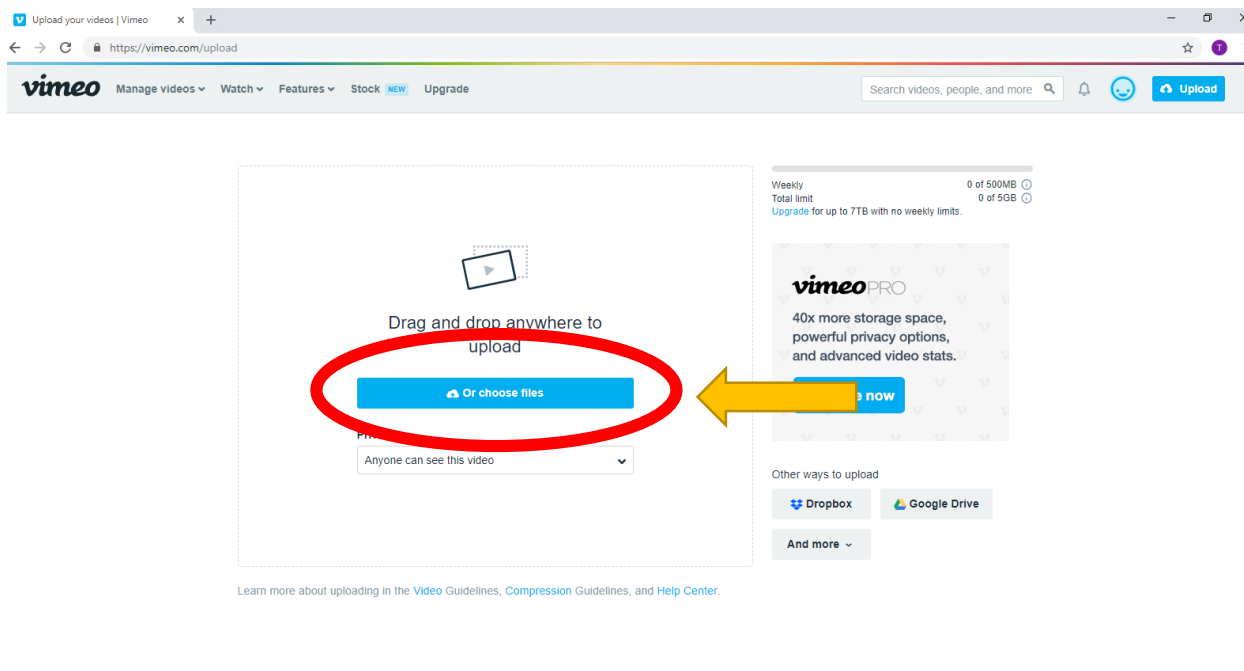 Upload your videos | Vimeo
https://vimeo.com/upload
T
vimeo Manage videos Watch Features Stock NEW Upgrade Search videos, people, and more Upload
Drag and drop anywhere to
upload
Or choose files
Anyone can see this video
Weekly 0 of 500MB
Total limit 0 of 5GB
Upgrade for up to 7TB with no weekly limits.
vimeo PRO
40x more storage space,
powerful privacy options,
and advanced video stats.
now
Other ways to upload
Dropbox Google Drive
And more
Learn more about uploading in the Video Guidelines, Compression Guidelines, and Help Center.